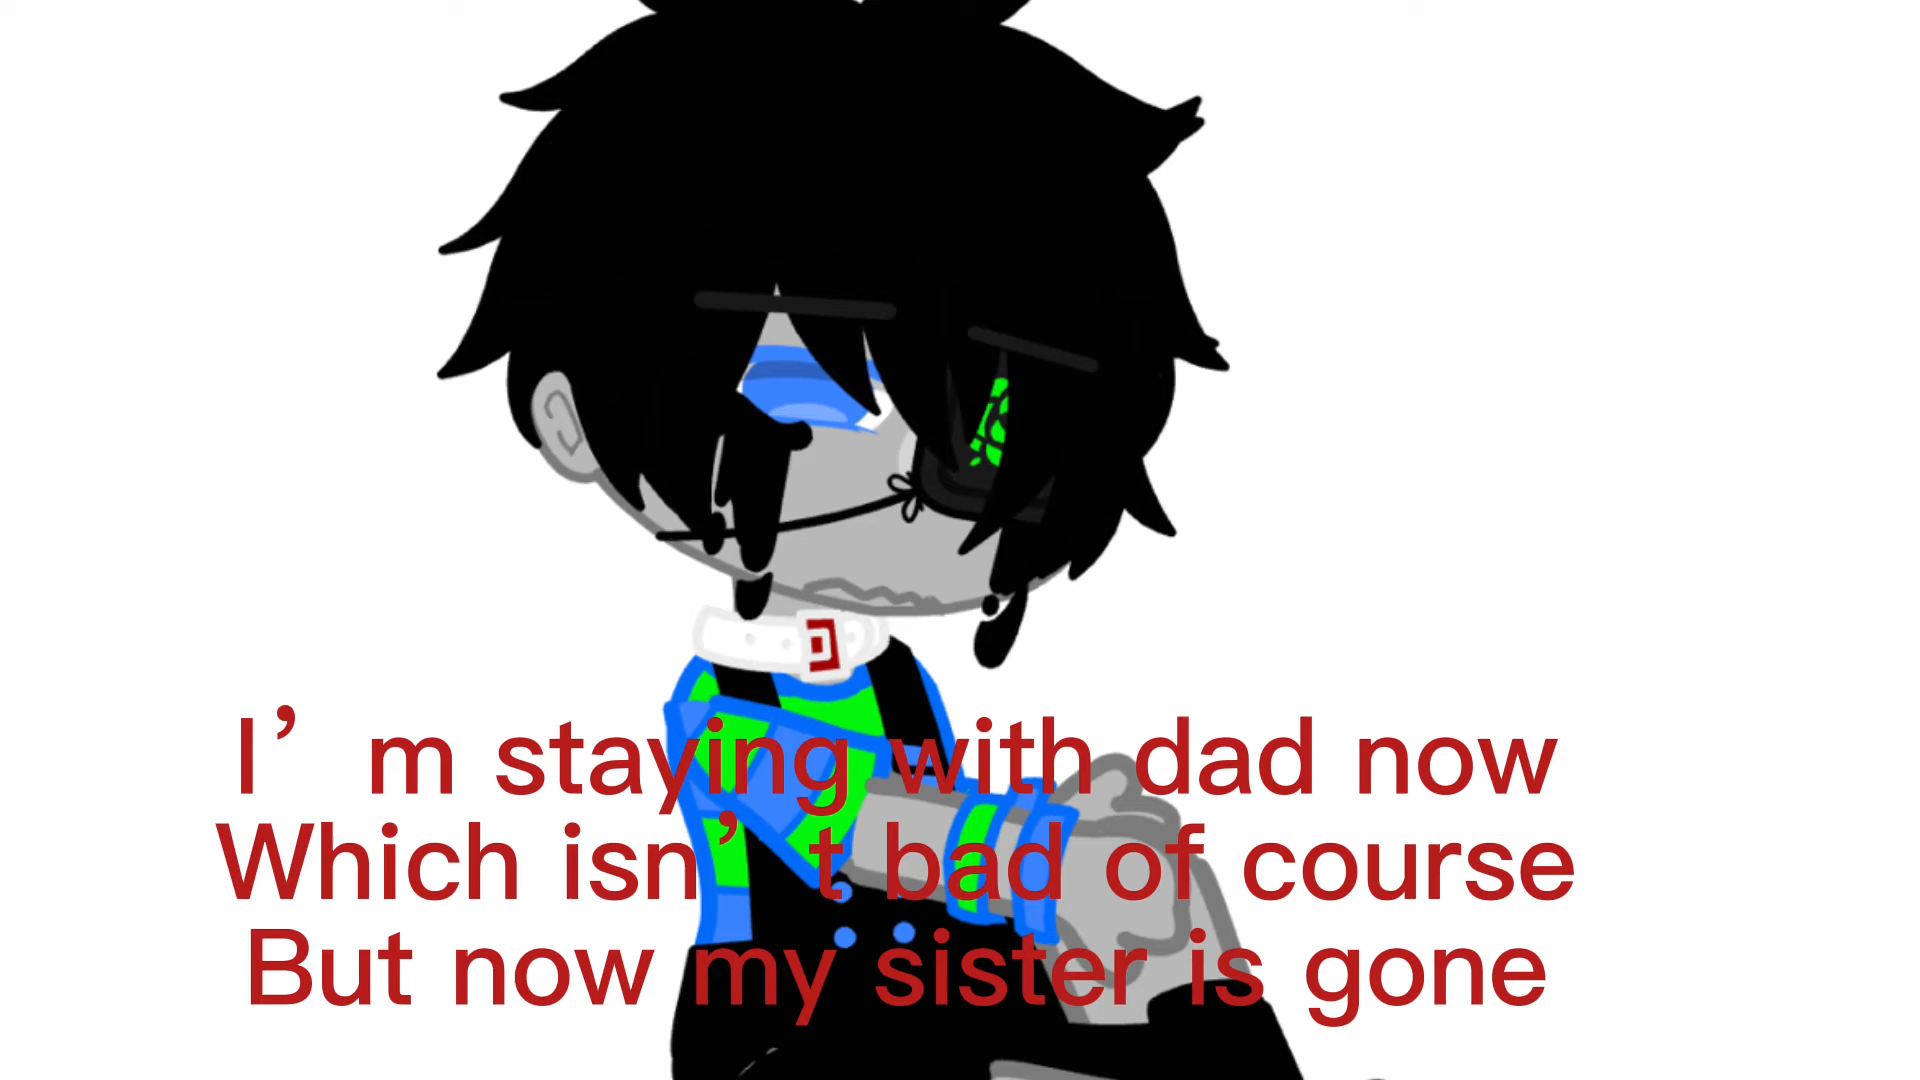 I’m staying with dad now
Which isn’t bad of course
But now my sister is gone